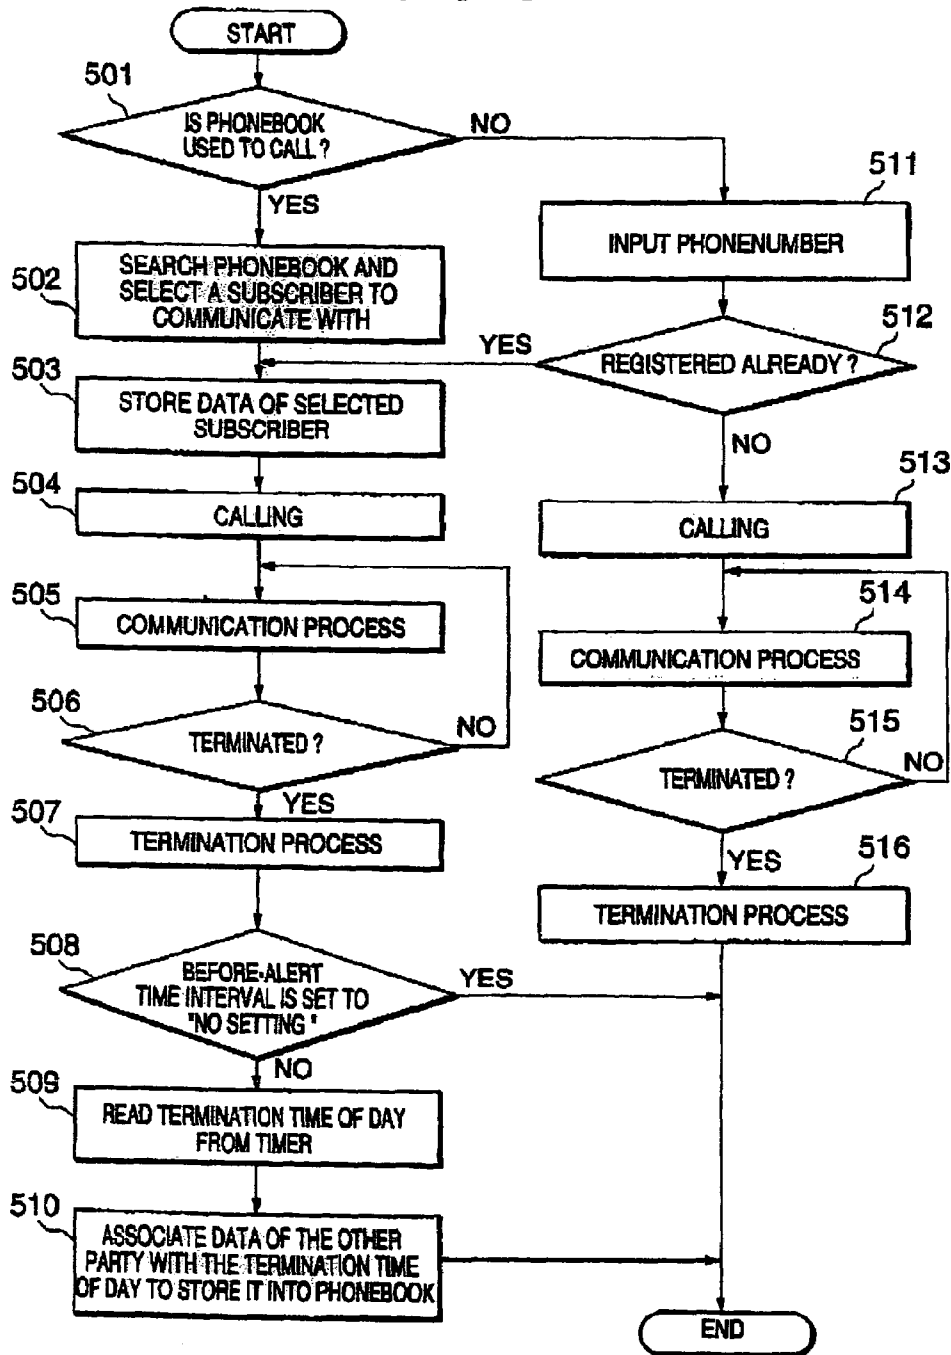 START
501
IS PHONEBOOK
USED TO CALL ?
NO
YES
511
INPUT PHONENUMBER
502
SEARCH PHONEBOOK AND
SELECT A SUBSCRIBER TO
COMMUNICATE WITH
512
REGISTERED ALREADY ?
YES
NO
503
STORE DATA OF SELECTED
SUBSCRIBER
504
CALLING
513
CALLING
505
COMMUNICATION PROCESS
514
COMMUNICATION PROCESS
506
TERMINATED ?
NO
YES
515
TERMINATED ?
NO
YES
507
TERMINATION PROCESS
516
TERMINATION PROCESS
508
BEFORE-ALERT
TIME INTERVAL IS SET TO
"NO SETTING "
YES
NO
509
READ TERMINATION TIME OF DAY
FROM TIMER
510
ASSOCIATE DATA OF THE OTHER
PARTY WITH THE TERMINATION TIME
OF DAY TO STORE IT INTO PHONEBOOK
END